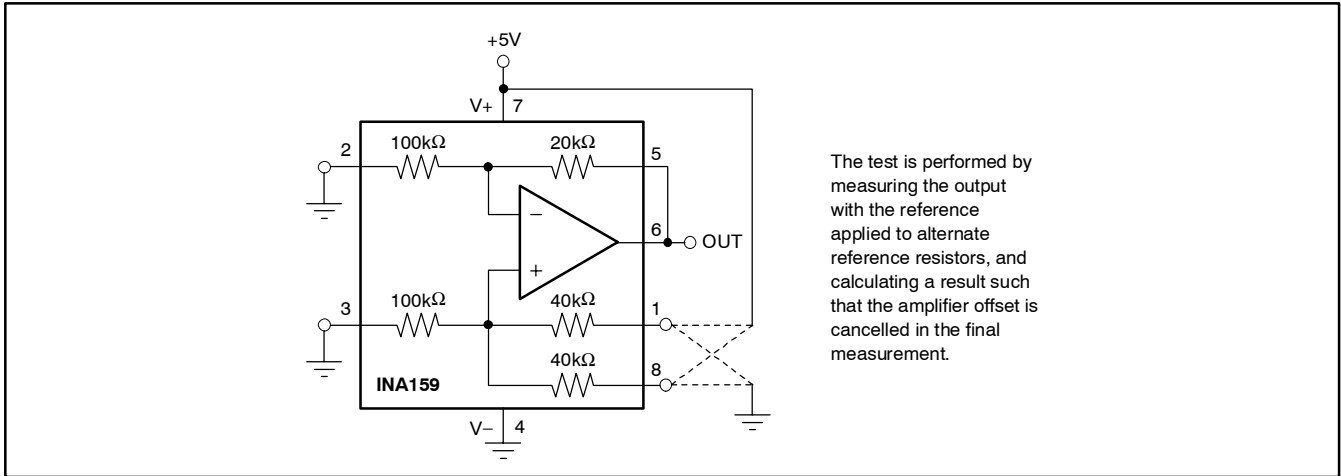 +5V
V+ 7
100kΩ 20kΩ
2 5
−
6 OUT
+
100kΩ 40kΩ
3 1
40kΩ
8
INA159
V− 4
The test is performed by
measuring the output
with the reference
applied to alternate
reference resistors, and
calculating a result such
that the amplifier offset is
cancelled in the final
measurement.